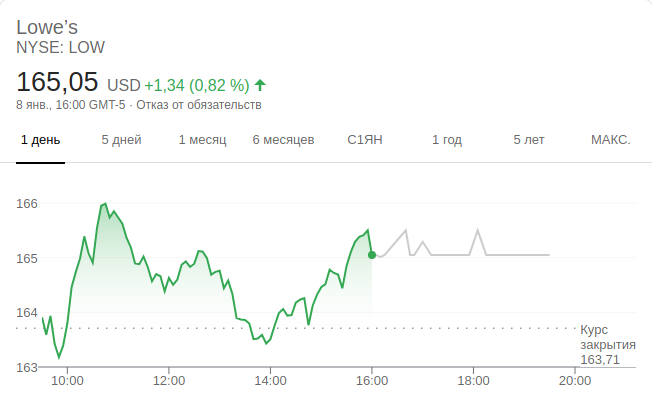 Lowe’s
NYSE: LOW
165,05 USD +1,34 (0,82 %)
8 янв., 16:00 GMT-5 · Отказ от обязательств
1 день 5 дней 1 месяц 6 месяцев С1ЯН 1 год 5 лет МАКС.
166
165
164
163
Курс
закрытия
163,71
10:00 12:00 14:00 16:00 18:00 20:00